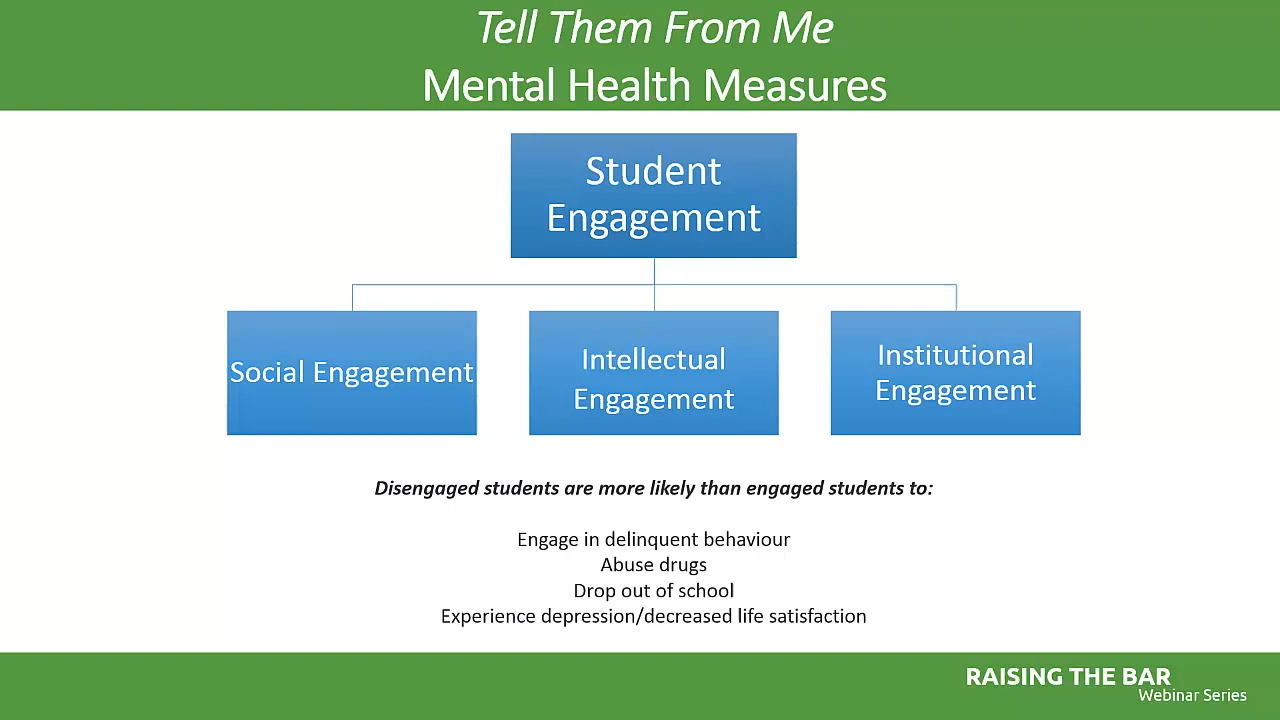 Tell Them From Me
Mental Health Measures
Student
Engagement
Social Engagement
Intellectual
Engagement
Institutional
Engagement
Disengaged students are more likely than engaged students to:
Engage in delinquent behaviour
Abuse drugs
Drop out of school
Experience depression/decreased life satisfaction
RAISING THE BAR
Webinar Series